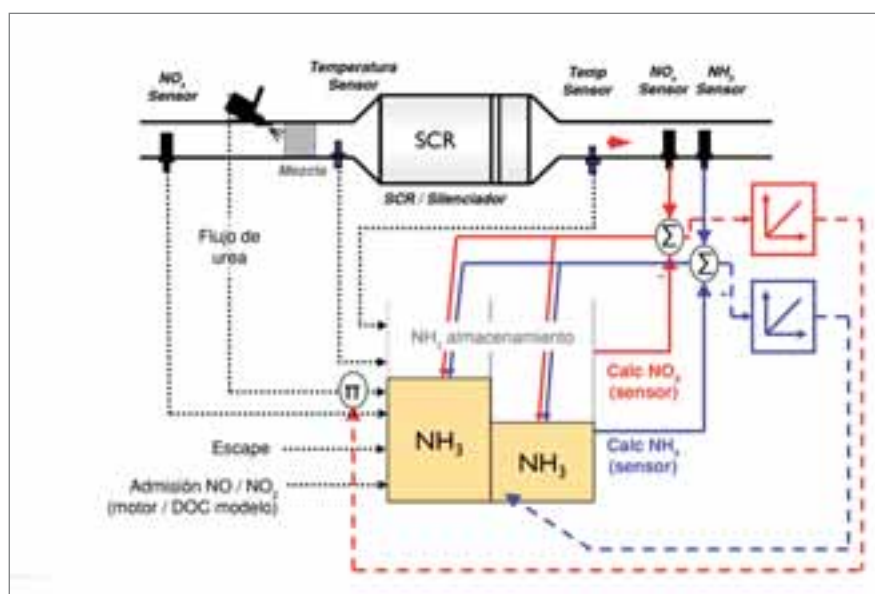 NOx
Sensor
Temperatura
Sensor
Temp
Sensor
NOx
Sensor
NH3
Sensor
SCR
Mezcla
SCR / Silenciador
Flujo de
urea
Σ
Σ
NH3 almacenamiento
Π
Calc NOx
(sensor)
NH3
NH3
Calc NHx
(sensor)
Escape
Admisión NO / NO2
(motor / DOC modelo)